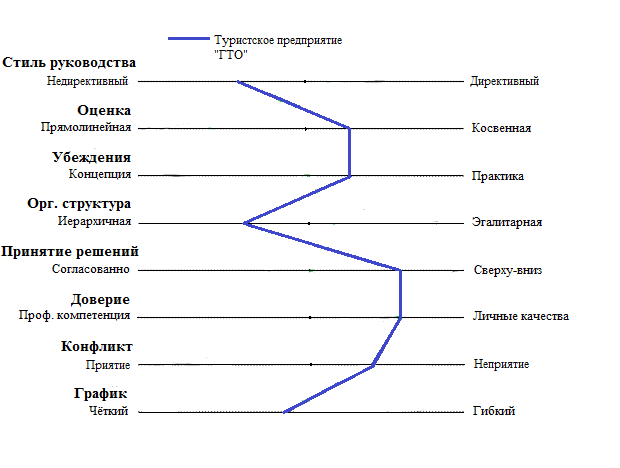 Туристское предприятие
"ГТО"
Стиль руководства
Недирективный Директивный
Оценка
Прямолинейная Косвенная
Убеждения
Концепция Практика
Орг. структура
Иерархичная Эгалитарная
Принятие решений
Согласованно Сверху-вниз
Доверие
Проф. компетенция Личные качества
Конфликт
Приятие Неприятие
График
Чёткий Гибкий